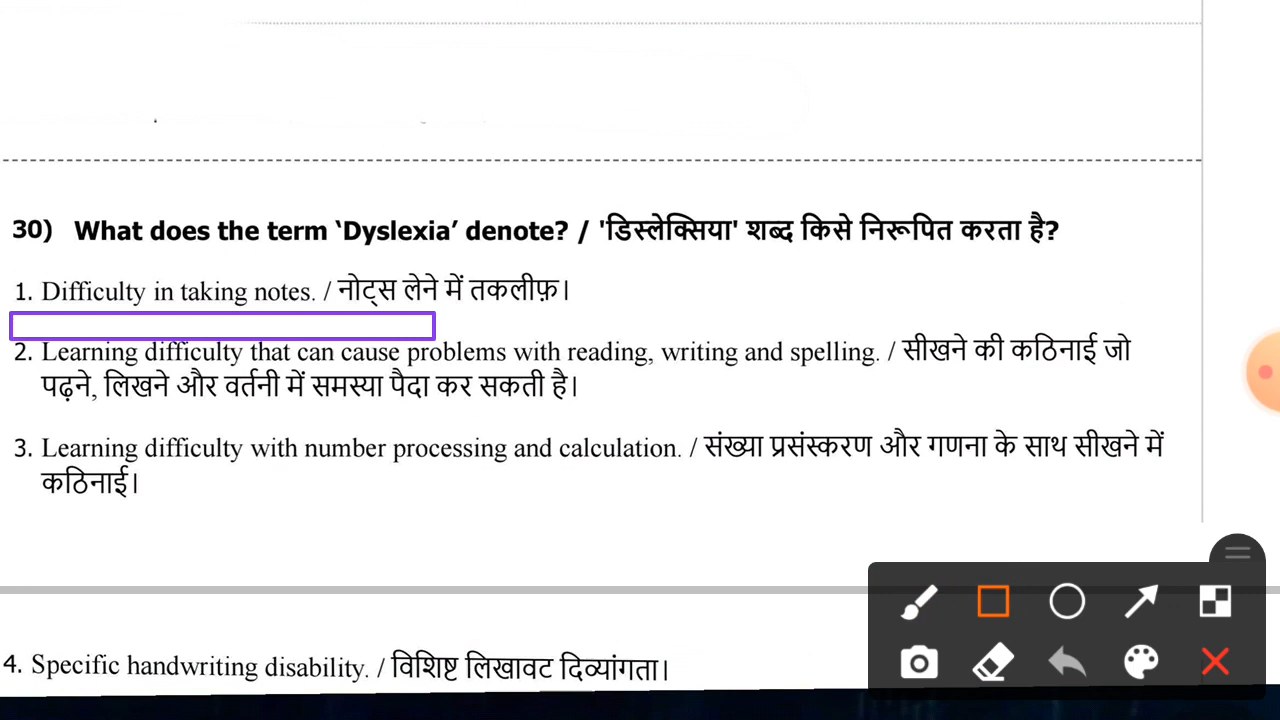 30) What does the term ‘Dyslexia’ denote? / 'डिस्लेक्सिया' शब्द किसे निरूपित करता है?
1. Difficulty in taking notes. / नोट्स लेने में तकलीफ़।
2. Learning difficulty that can cause problems with reading, writing and spelling. / सीखने की कठिनाई जो
पढ़ने, लिखने और वर्तनी में समस्या पैदा कर सकती है।
3. Learning difficulty with number processing and calculation. / संख्या प्रसंस्करण और गणना के साथ सीखने में
कठिनाई।
4. Specific handwriting disability. / विशिष्ट लिखावट दिव्यांगता।